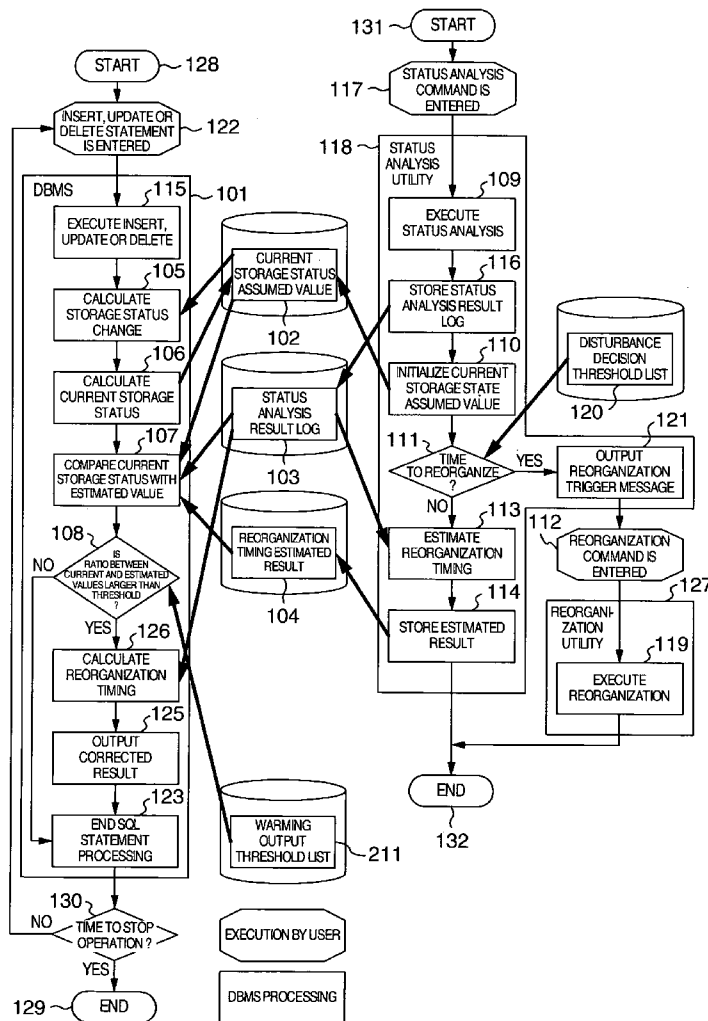 START
128
INSERT, UPDATE OR
DELETE STATEMENT
IS ENTERED
122
DBMS
115
101
EXECUTE INSERT,
UPDATE OR DELETE
105
CALCULATE
STORAGE STATUS
CHANGE
106
CALCULATE
CURRENT STORAGE
STATUS
107
COMPARE CURRENT
STORAGE STATUS WITH
ESTIMATED VALUE
108
IS
RATIO BETWEEN
CURRENT AND ESTIMATED
VALUES LARGER THAN
THRESHOLD
?
NO
YES
126
CALCULATE
REORGANIZATION
TIMING
125
OUTPUT
CORRECTED
RESULT
123
END SQL
STATEMENT
PROCESSING
130
NO
TIME TO STOP
OPERATION ?
YES
129
END
CURRENT
STORAGE STATUS
ASSUMED VALUE
102
STATUS
ANALYSIS
RESULT LOG
103
REORGANIZATION
TIMING ESTIMATED
RESULT
104
WARMING
OUTPUT
THRESHOLD LIST
211
EXECUTION BY USER
DBMS PROCESSING
131
START
117
STATUS ANALYSIS
COMMAND IS
ENTERED
118
STATUS
ANALYSIS
UTILITY
109
EXECUTE
STATUS ANALYSIS
116
STORE STATUS
ANALYSIS RESULT
LOG
110
INITIALIZE CURRENT
STORAGE STATE
ASSUMED VALUE
111
TIME
TO REORGANIZE
?
YES
NO
113
ESTIMATE
REORGANIZATION
TIMING
114
STORE ESTIMATED
RESULT
END
132
DISTURBANCE
DECISION
THRESHOLD LIST
120
121
OUTPUT
REORGANIZATION
TRIGGER MESSAGE
112
REORGANIZATION
COMMAND IS
ENTERED
127
REORGANI-
ZATION
UTILITY
119
EXECUTE
REORGANIZATION